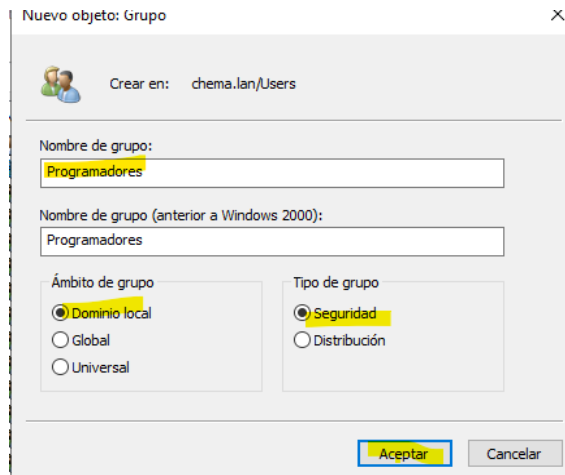 Nuevo objeto: Grupo
Crear en: chema.lan/Users
Nombre de grupo:
Programadores
Nombre de grupo (anterior a Windows 2000):
Programadores
Ámbito de grupo
Dominio local
Global
Universal
Tipo de grupo
Seguridad
Distribución
Aceptar Cancelar